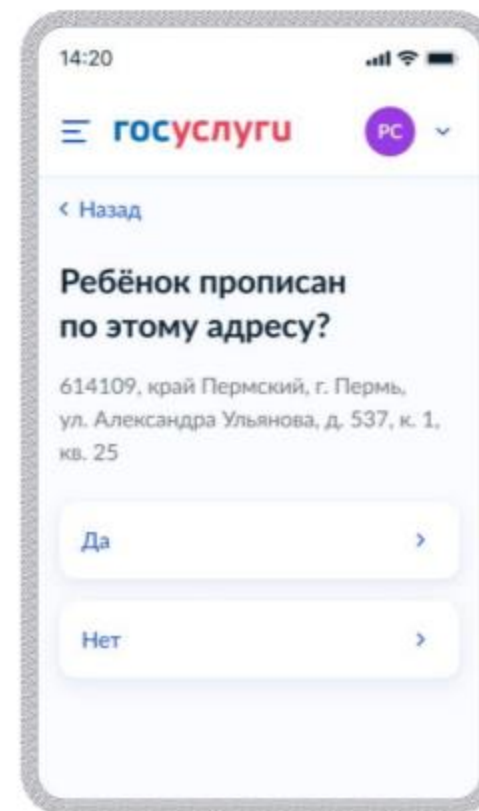 14:20
госуслуги
РС
Назад
Ребёнок прописан
по этому адресу?
614109, край Пермский, г. Пермь,
ул. Александра Ульянова, д. 537, к. 1,
кв. 25
Да
Нет